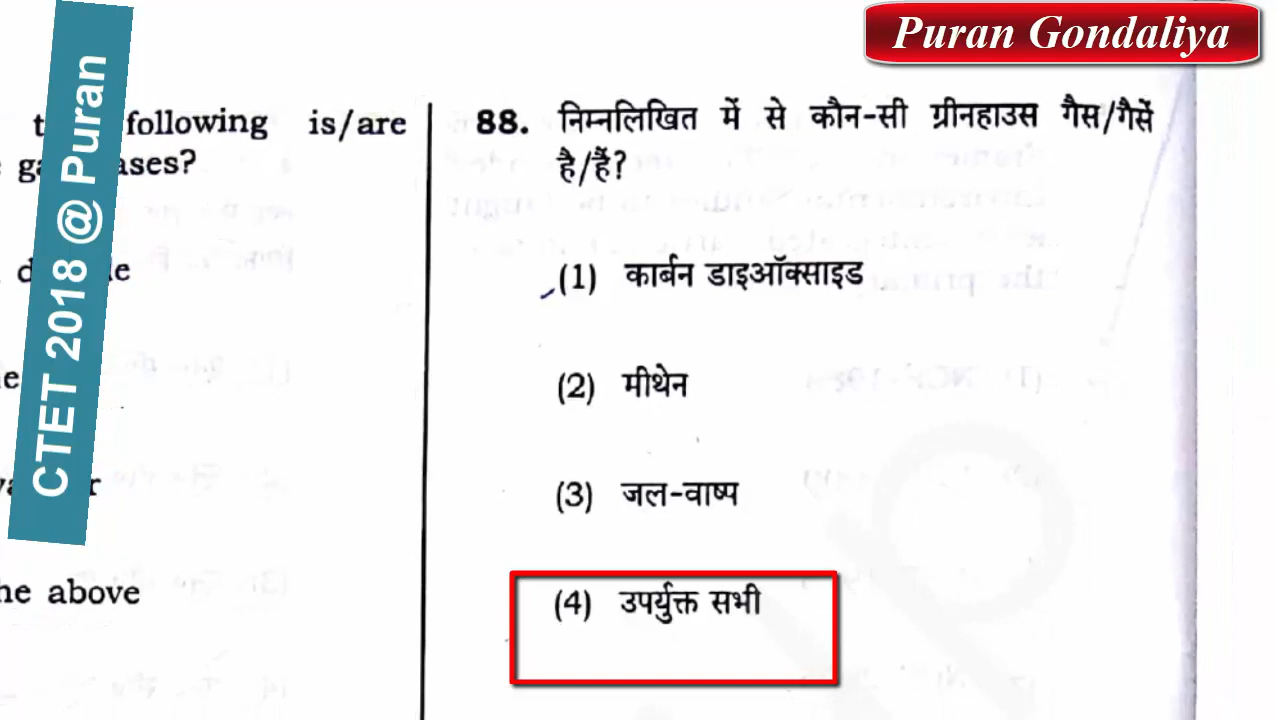 Puran Gondaliya
CTET 2018 @ Puran
following is/are
ases?
the above
88. निम्नलिखित में से कौन-सी ग्रीनहाउस गैस/गैसें
है/हैं?
(1) कार्बन डाइऑक्साइड
(2) मीथेन
(3) जल-वाष्प
(4) उपर्युक्त सभी